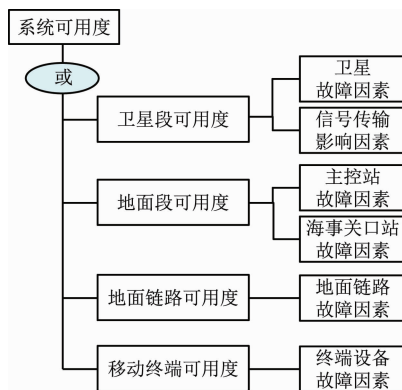 系统可用度
或
卫星段可用度
卫星
故障因素
信号传输
影响因素
地面段可用度
主控站
故障因素
海事关口站
故障因素
地面链路可用度
地面链路
故障因素
移动终端可用度
终端设备
故障因素